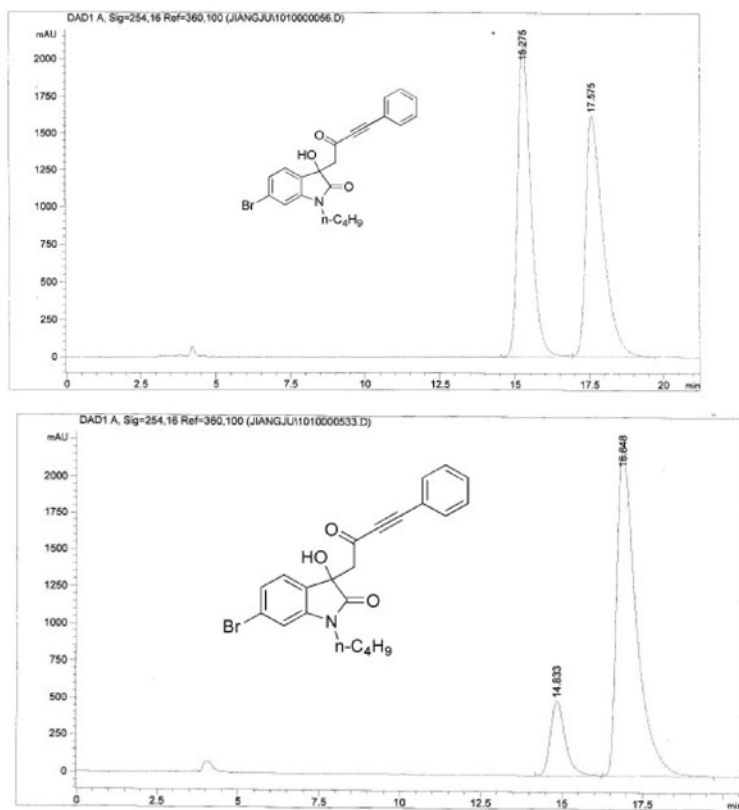 DAD1 A, Sig=254,16 Ref=360,100 (JIANGJU\1010000056.D)
mAU
2000
1750
1500
1250
1000
750
500
250
0
15.275
17.575
O
HO
O
Br
N
n-C4H9
0
2.5
5
7.5
10
12.5
15
17.5
20
min
DAD1 A, Sig=254,16 Ref=360,100 (JIANGJU\1010000533.D)
mAU
2000
1750
1500
1250
1000
750
500
250
0
14.833
16.848
O
HO
O
Br
N
n-C4H9
0
2.5
5
7.5
10
12.5
15
17.5
min